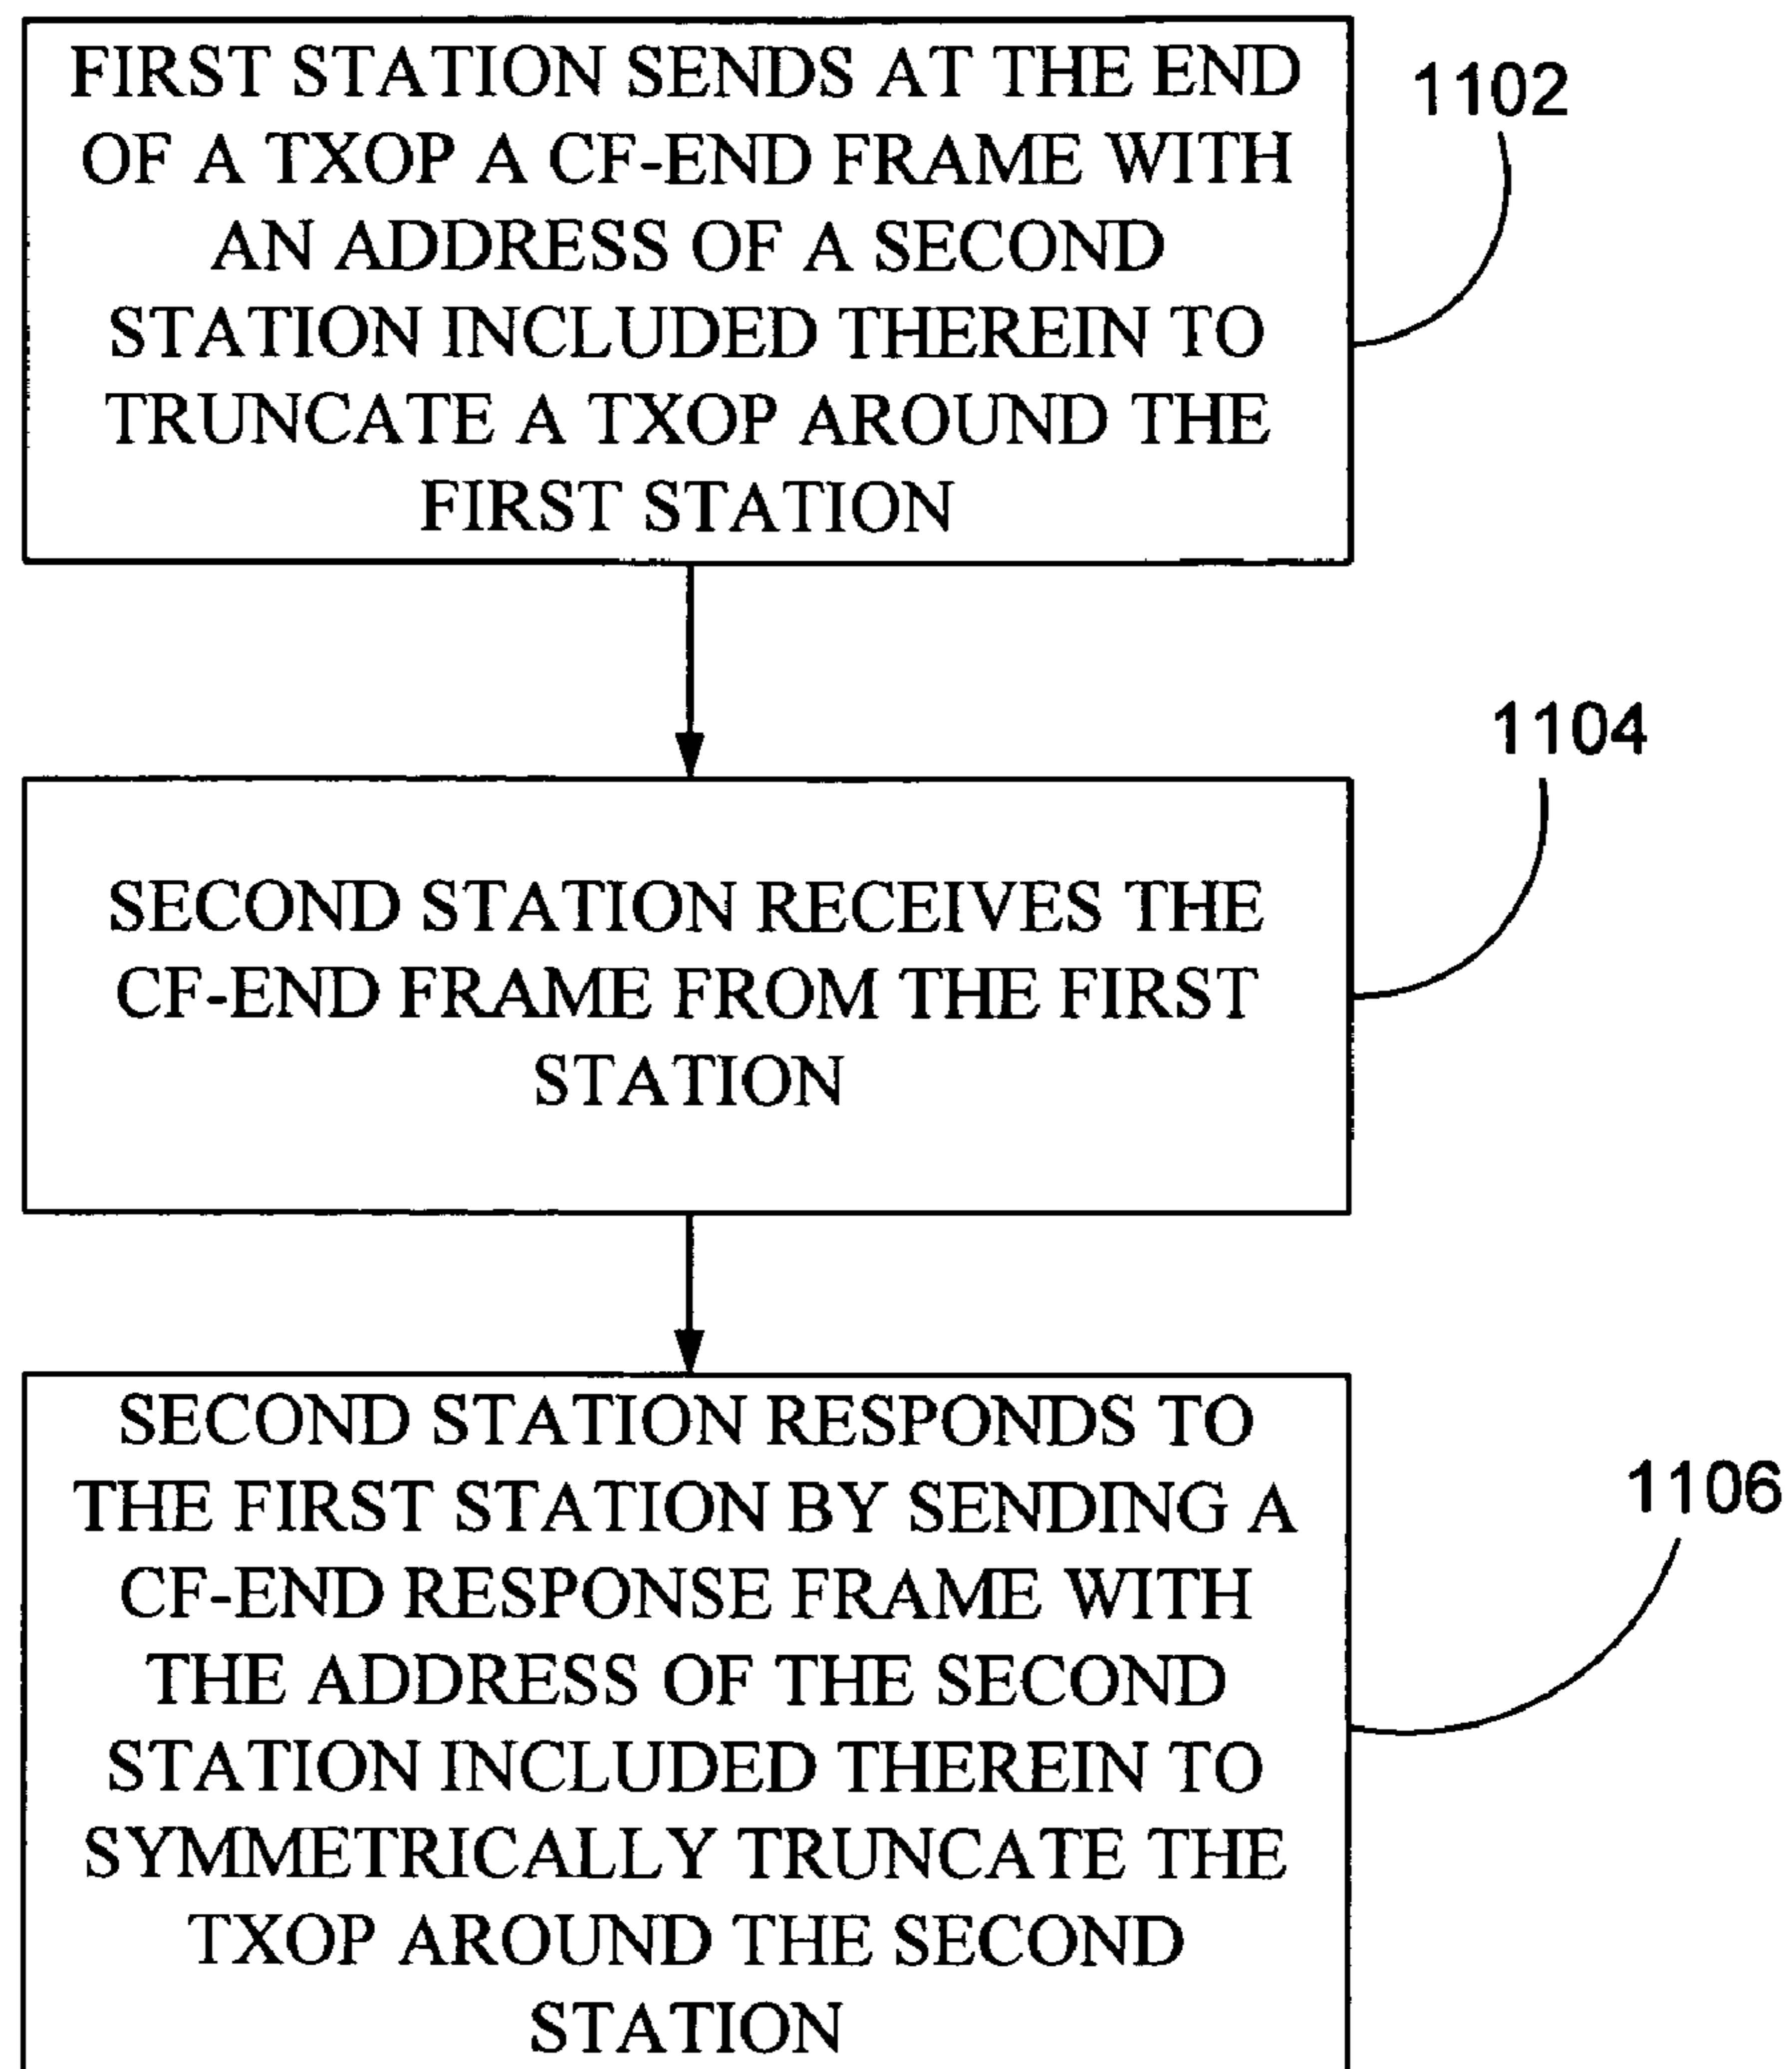 FIRST STATION SENDS AT THE END
OF A TXOP A CF-END FRAME WITH
AN ADDRESS OF A SECOND
STATION INCLUDED THEREIN TO
TRUNCATE A TXOP AROUND THE
FIRST STATION
1102
SECOND STATION RECEIVES THE
CF-END FRAME FROM THE FIRST
STATION
1104
SECOND STATION RESPONDS TO
THE FIRST STATION BY SENDING A
CF-END RESPONSE FRAME WITH
THE ADDRESS OF THE SECOND
STATION INCLUDED THEREIN TO
SYMMETRICALLY TRUNCATE THE
TXOP AROUND THE SECOND
STATION
1106